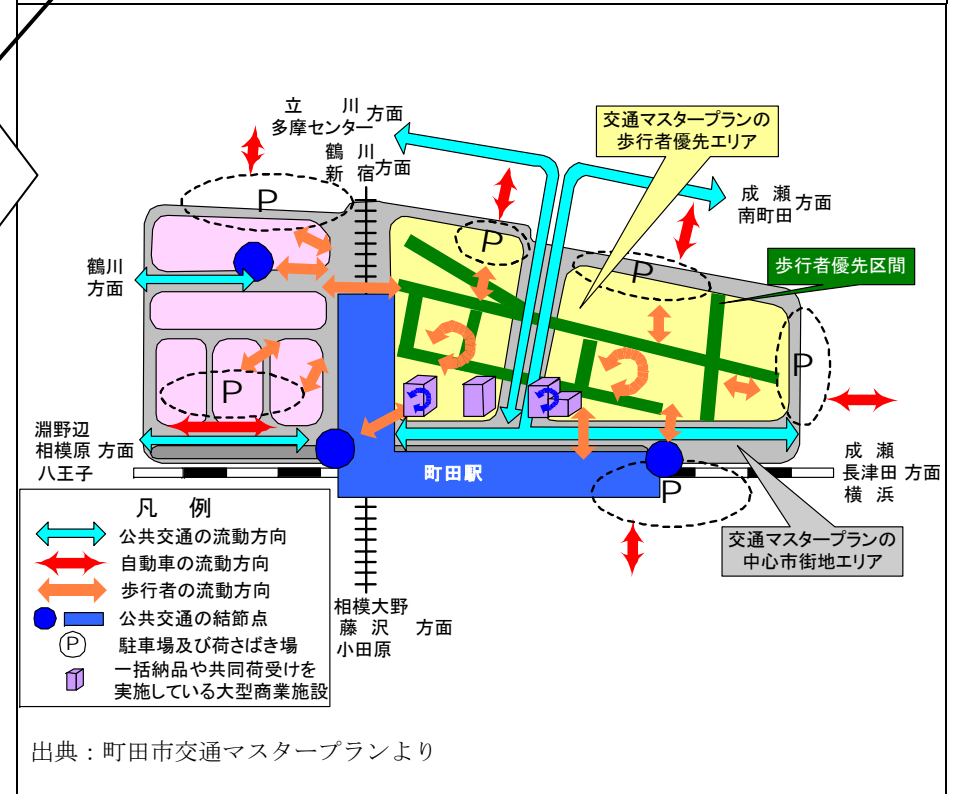 立　川
多摩センター 方面
鶴　川
新　宿 方面
交通マスタープランの
歩行者優先エリア
成　瀬
南町田 方面
歩行者優先区間
鶴川
方面
P
P
P
P
P
P
淵野辺
相模原 方面
八王子
町田駅
成　瀬
長津田 方面
横　浜
交通マスタープランの
中心市街地エリア
相模大野
藤　沢　方面
小田原
凡　例
公共交通の流動方向
自動車の流動方向
歩行者の流動方向
公共交通の結節点
P 駐車場及び荷さばき場
一括納品や共同荷受けを
実施している大型商業施設
出典：町田市交通マスタープランより